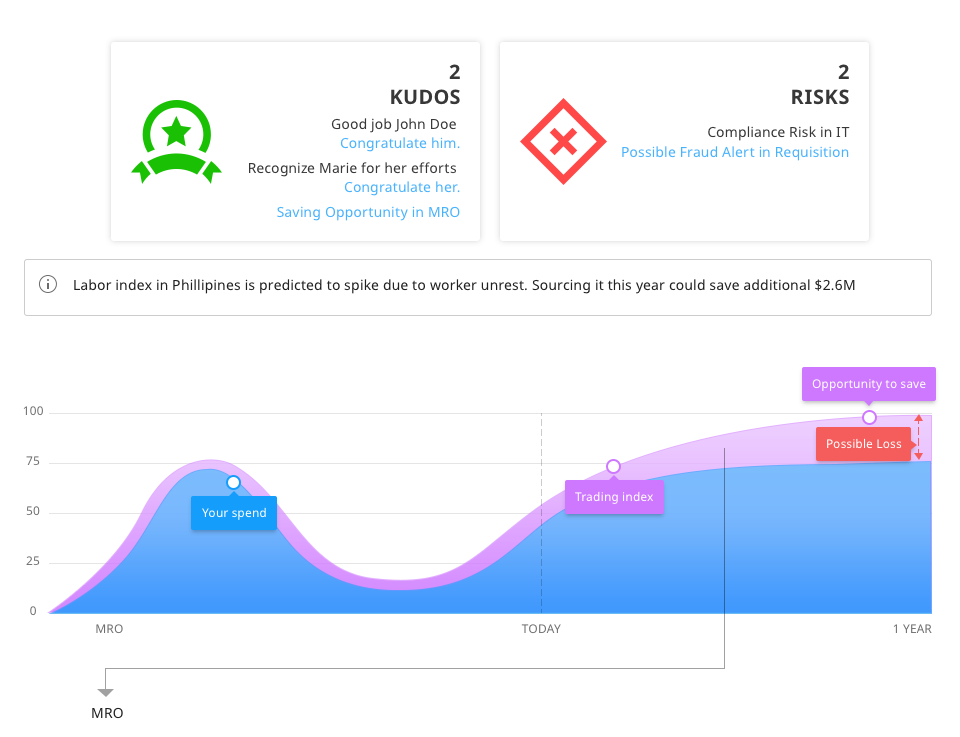 2
KUDOS
Good job John Doe
Congratulate him.
Recognize Marie for her efforts
Congratulate her.
Saving Opportunity in MRO
2
RISKS
Compliance Risk in IT
Possible Fraud Alert in Requisition
Labor index in Phillipines is predicted to spike due to worker unrest. Sourcing it this year could save additional $2.6M
Opportunity to save
100
Possible Loss
75
Trading index
50
Your spend
25
0
MRO
TODAY
1 YEAR
MRO